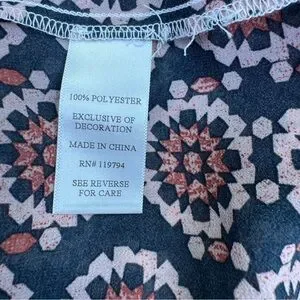 100% POLYESTER
EXCLUSIVE OF
DECORATION
MADE IN CHINA
RN# 119794
SEE REVERSE
FOR CARE